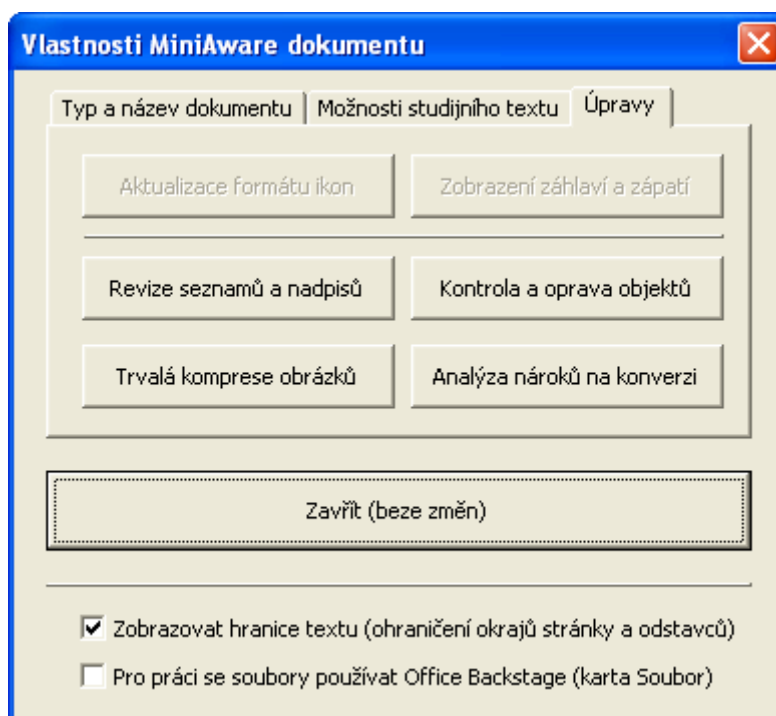 Vlastnosti MiniAware dokumentu
Typ a název dokumentu Možnosti studijního textu Úpravy
Aktualizace formátu ikon Zobrazení záhlaví a zápatí
Revize seznamů a nadpisů Kontrola a oprava objektů
Trvalá komprese obrázků Analýza nároků na konverzi
Zavřít (beze změn)
Zobrazovat hranice textu (ohraničení okrajů stránky a odstavců)
Pro práci se soubory používat Office Backstage (karta Soubor)